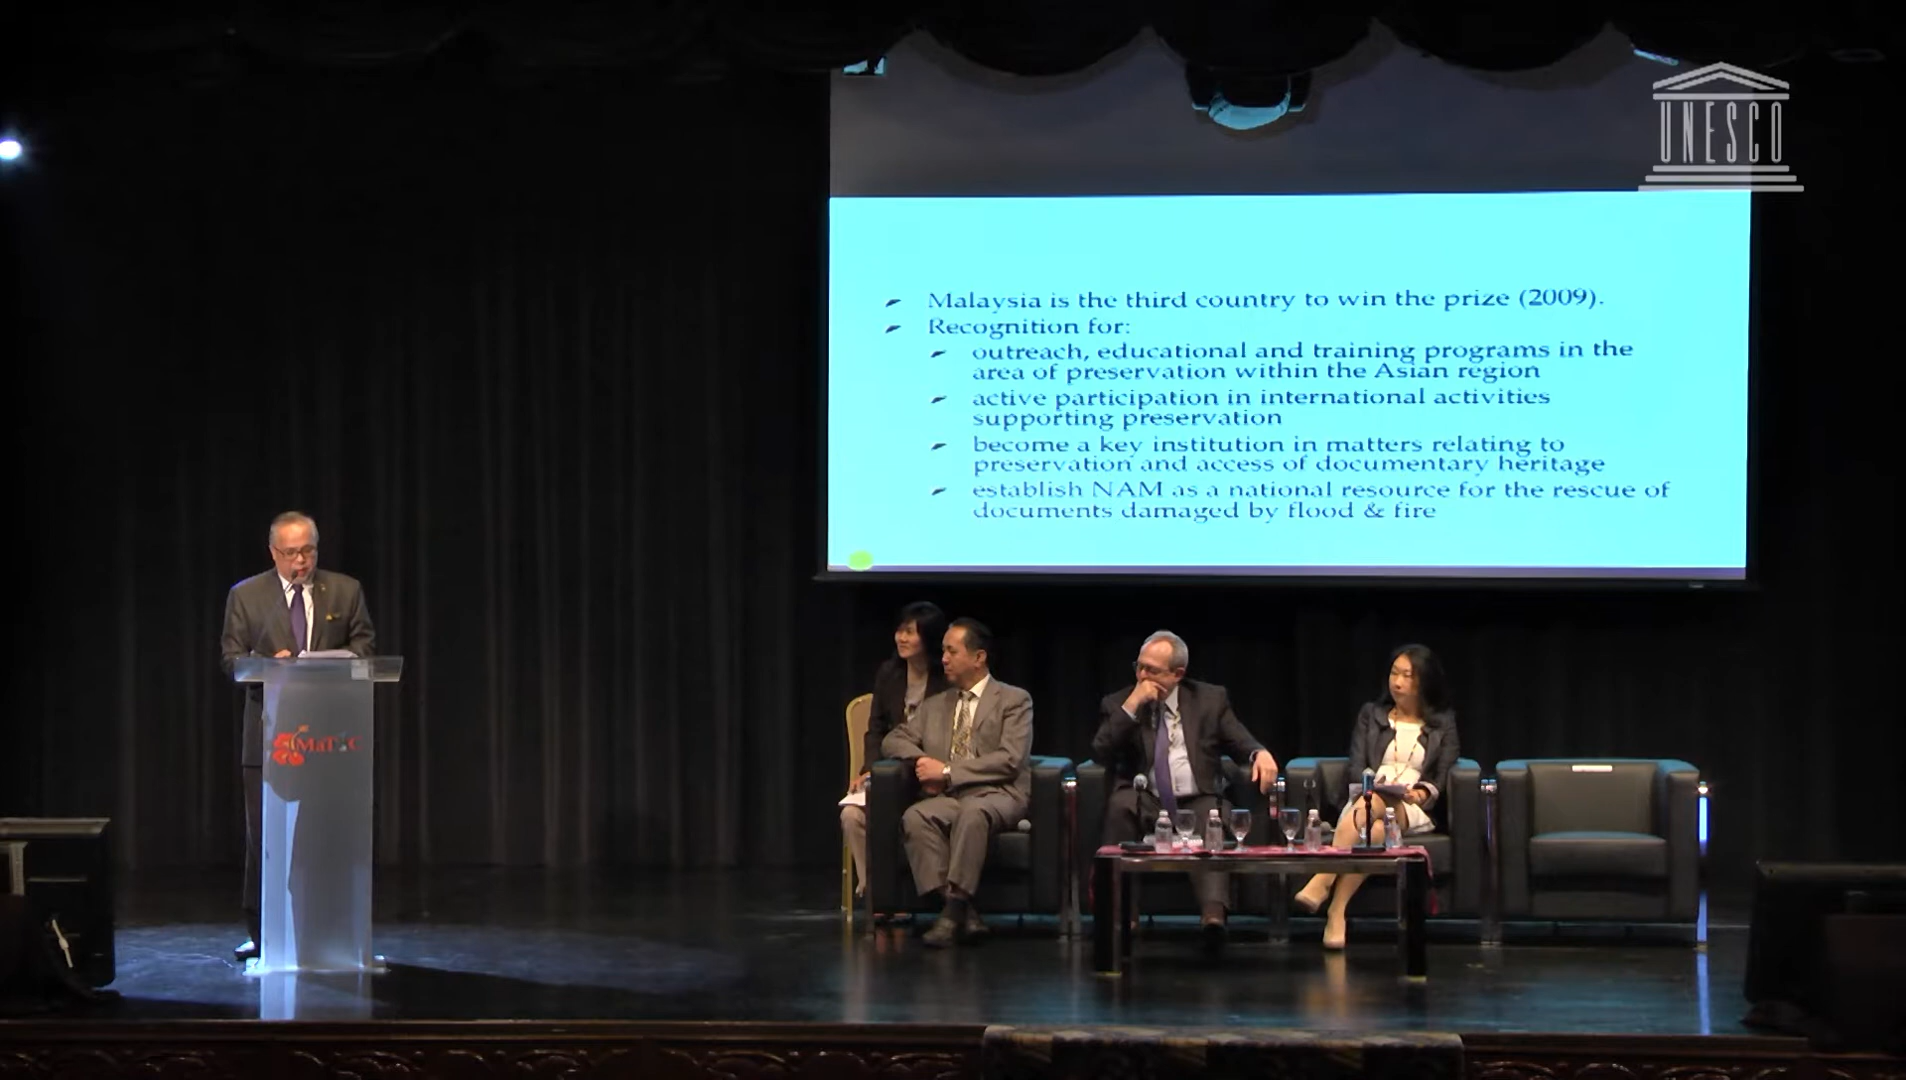 UNESCO
Malaysia is the third country to win the prize (2009).
Recognition for:
outreach, educational and training programs in the
area of preservation within the Asian region
active participation in international activities
supporting preservation
become a key institution in matters relating to
preservation and access of documentary heritage
establish NAM as a national resource for the rescue of
documents damaged by flood & fire
MaTiC